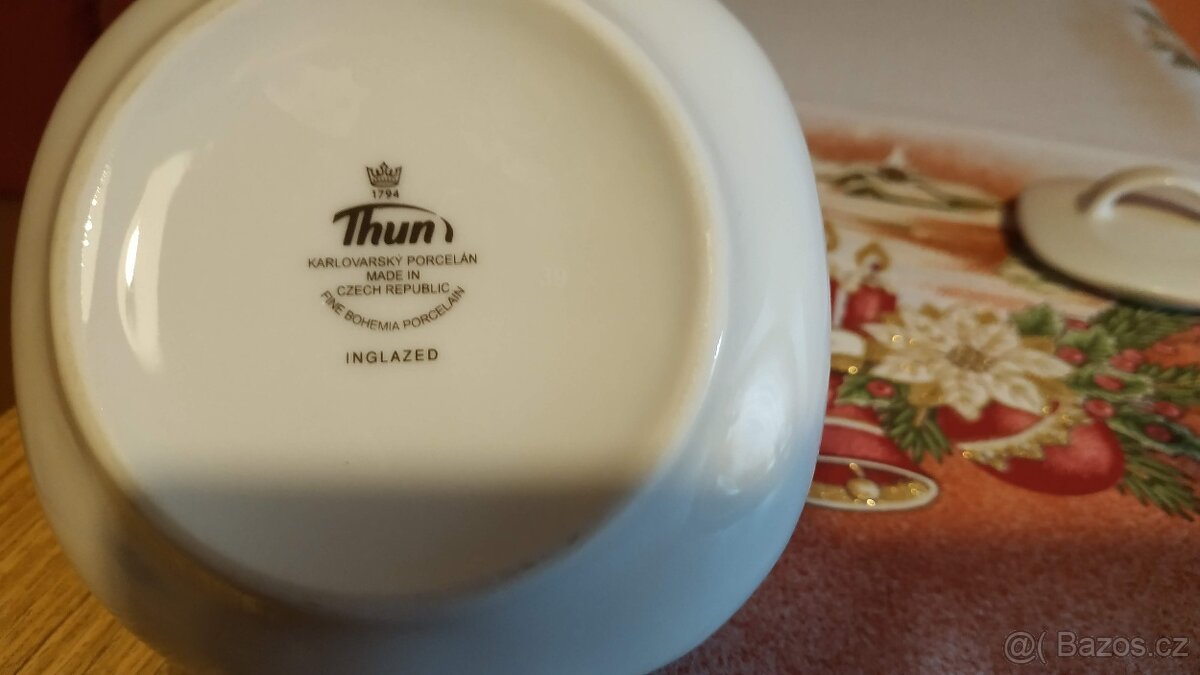 1794
Thun
KARLOVARSKÝ PORCELÁN
MADE IN
CZECH REPUBLIC
FINE BOHEMIA PORCELAIN
INGLAZED
@( Bazos.cz